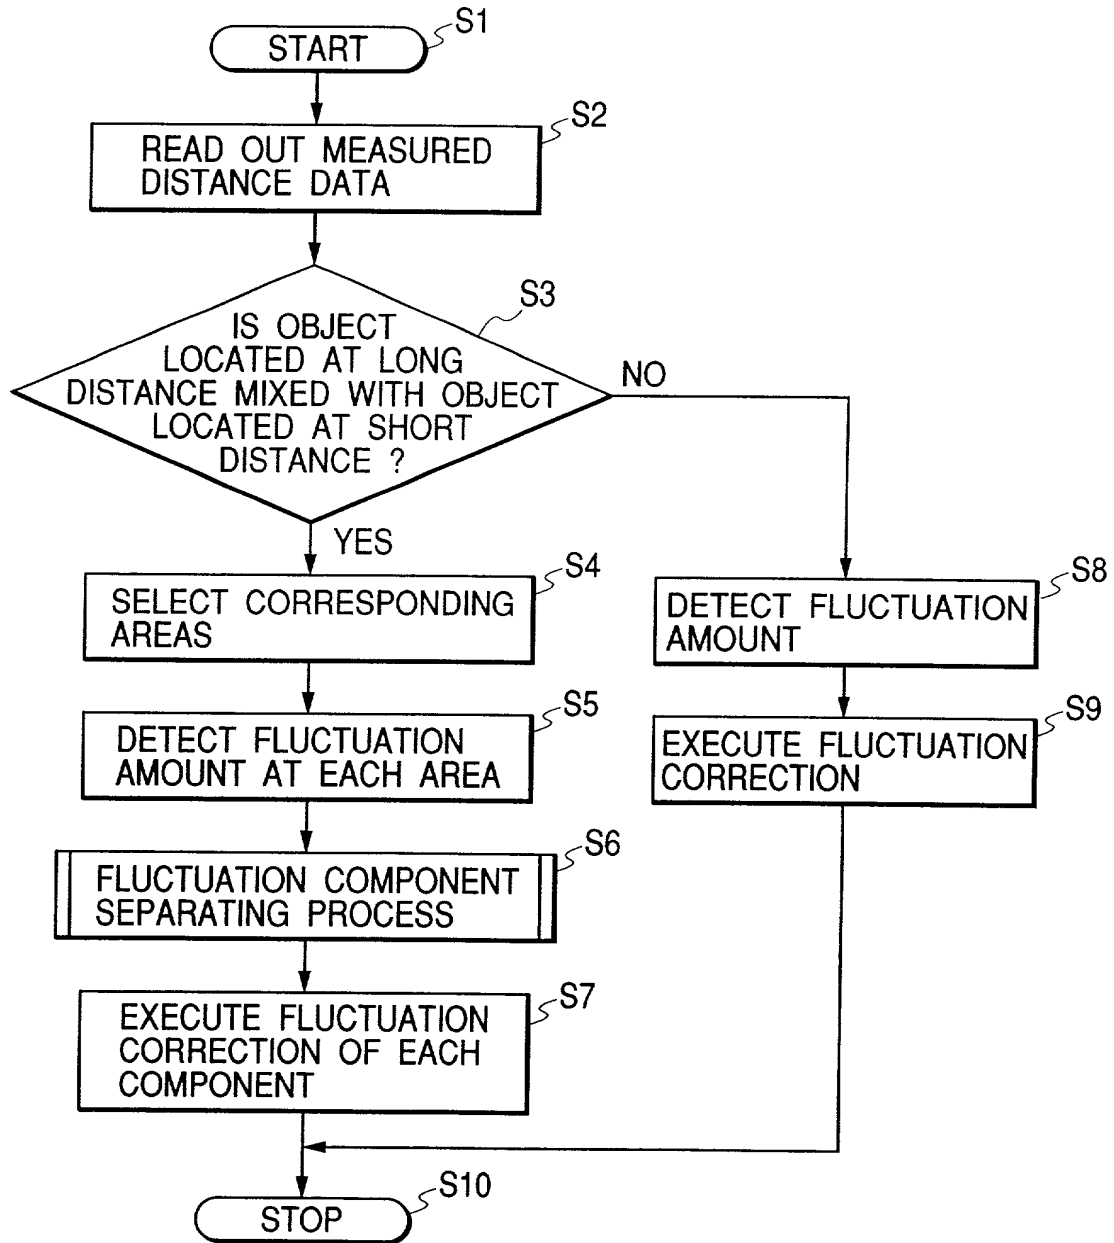 START
S1
READ OUT MEASURED
DISTANCE DATA
S2
IS OBJECT
LOCATED AT LONG
DISTANCE MIXED WITH OBJECT
LOCATED AT SHORT
DISTANCE ?
S3
NO
YES
SELECT CORRESPONDING
AREAS
S4
DETECT FLUCTUATION
AMOUNT AT EACH AREA
S5
FLUCTUATION COMPONENT
SEPARATING PROCESS
S6
EXECUTE FLUCTUATION
CORRECTION OF EACH
COMPONENT
S7
DETECT FLUCTUATION
AMOUNT
S8
EXECUTE FLUCTUATION
CORRECTION
S9
STOP
S10